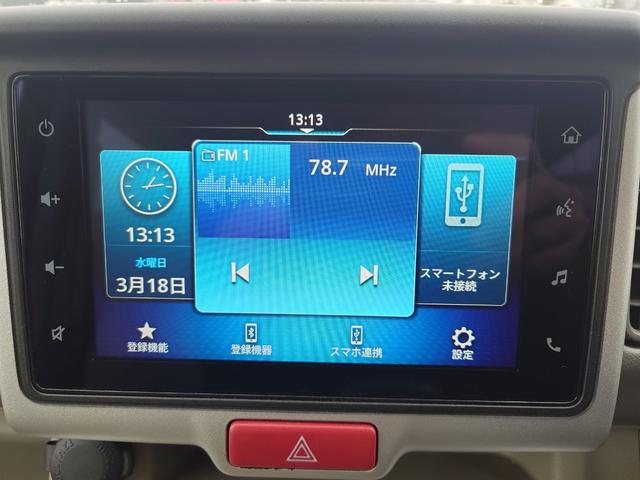 13:13
FM 1
78.7 MHz
13:13
水曜日
3月18日
スマートフォン
未接続
登録機能
登録機器
スマホ連携
設定